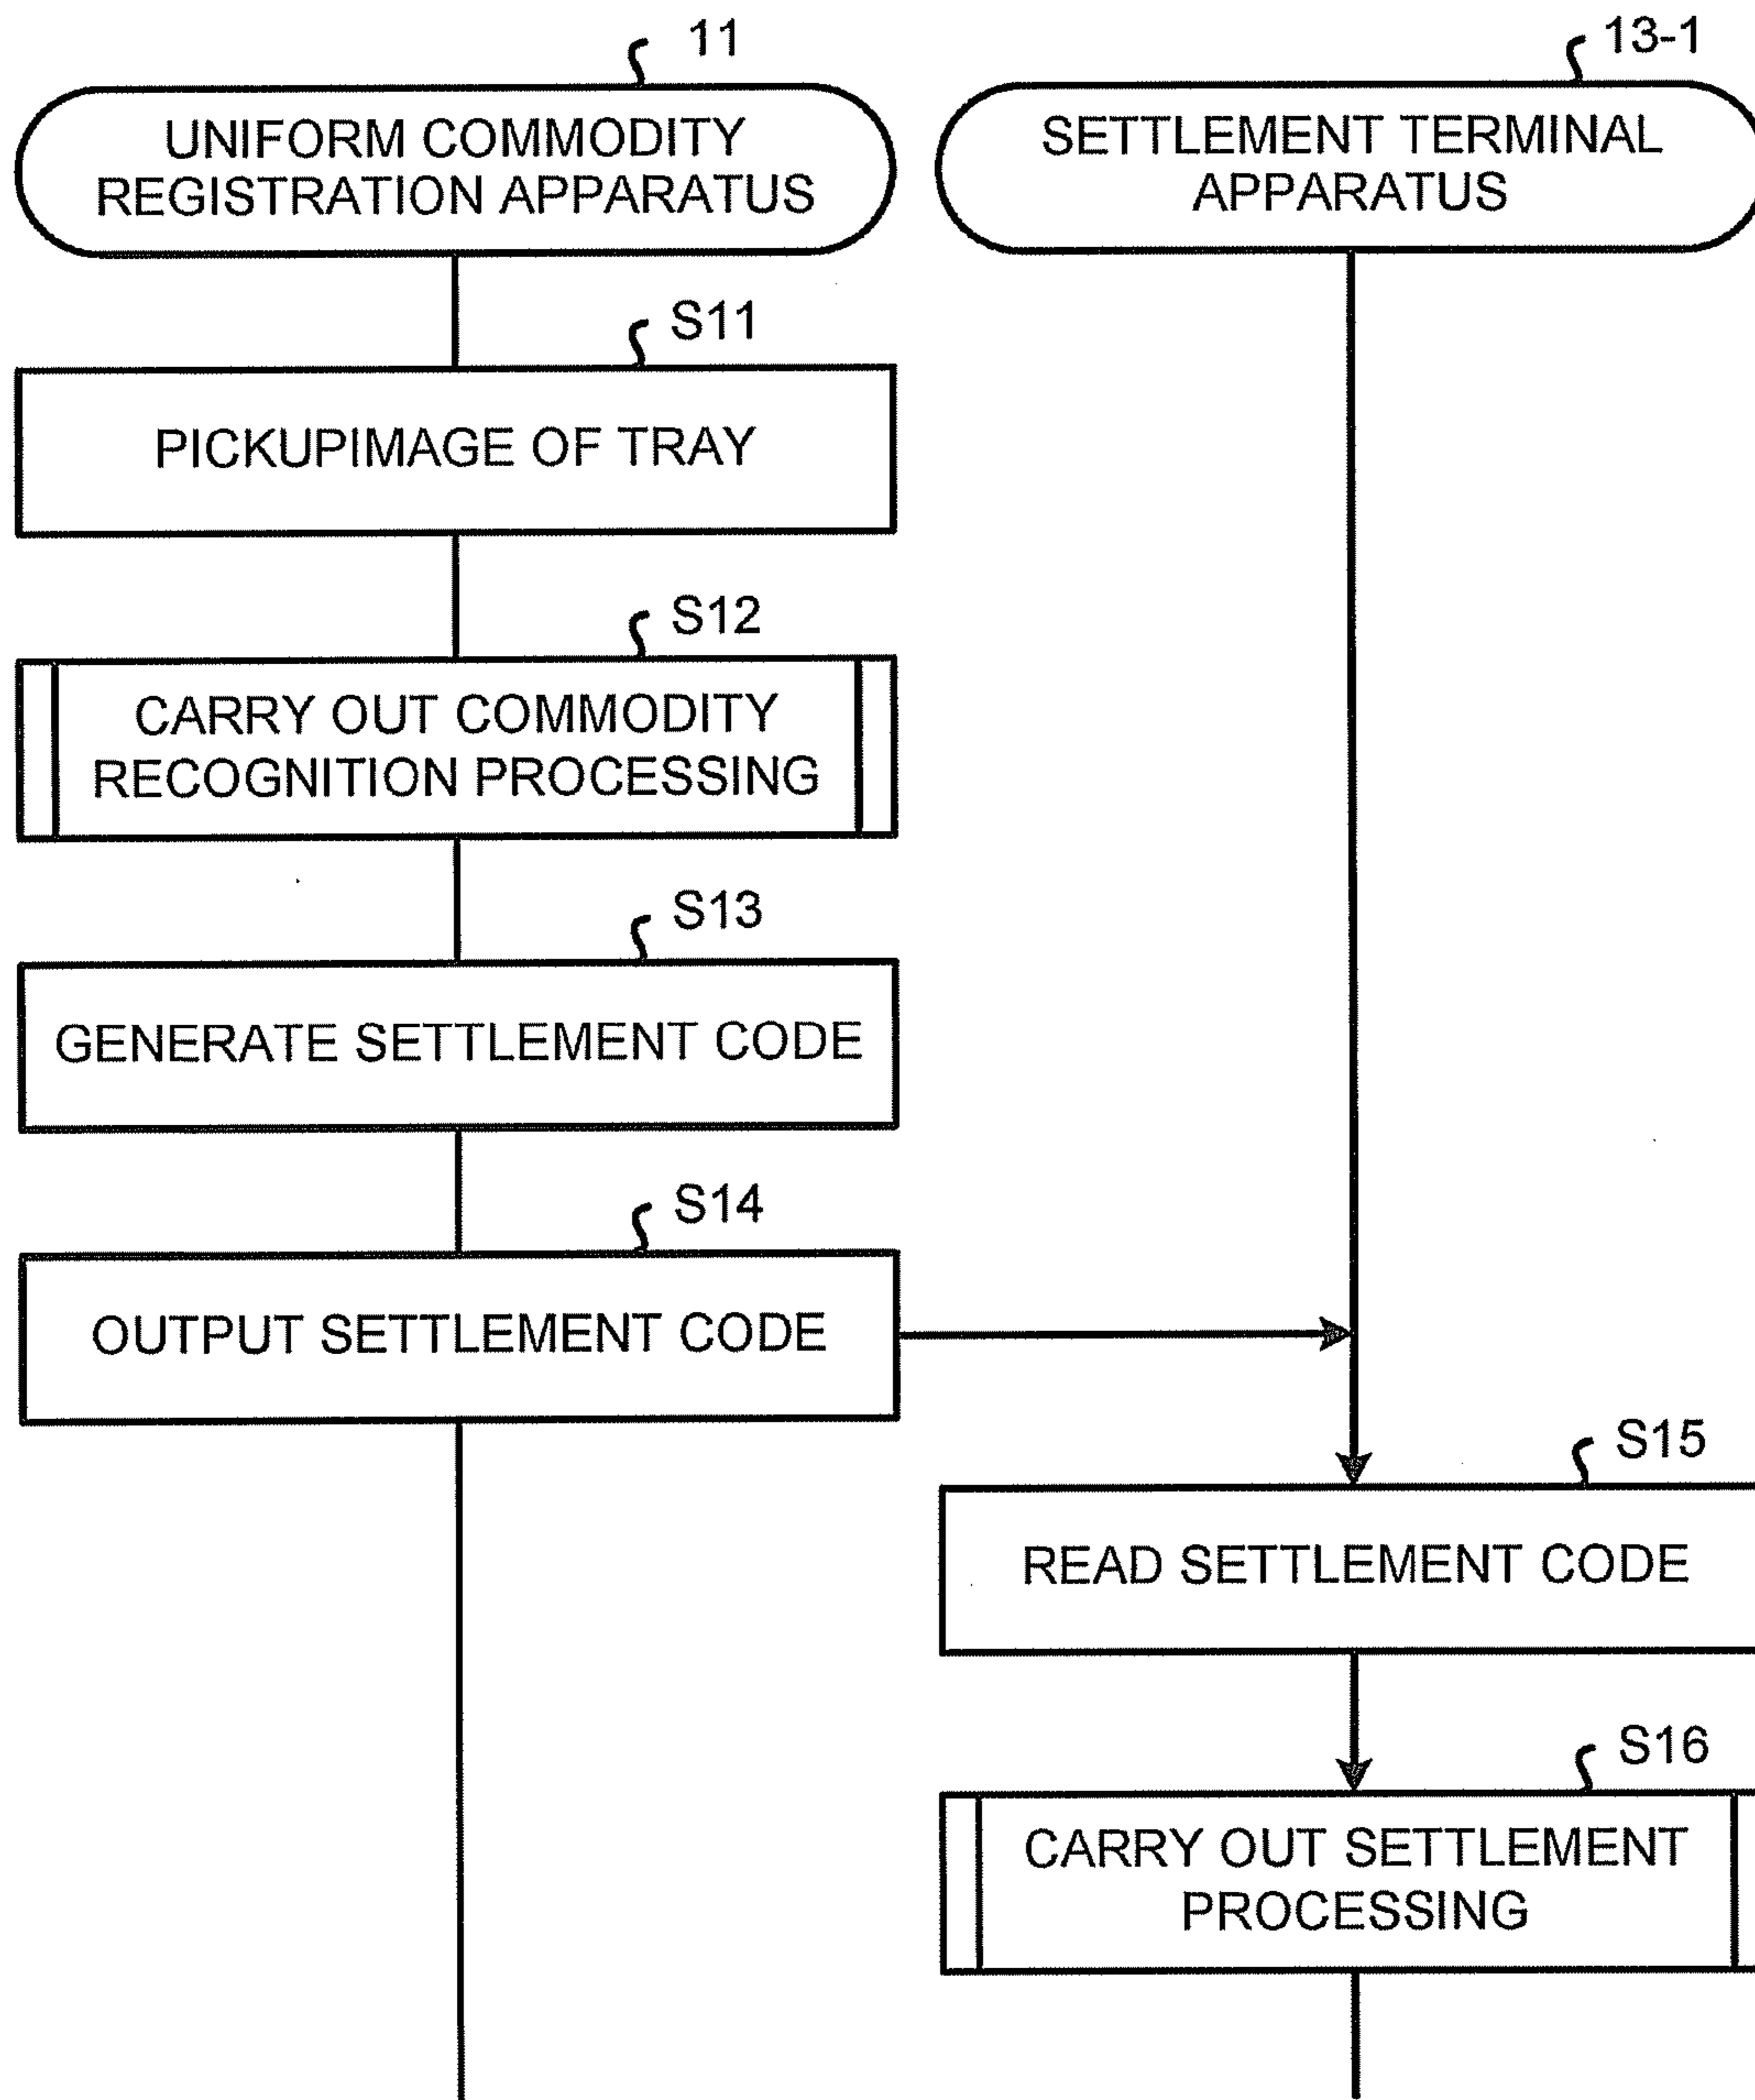 11
UNIFORM COMMODITY
REGISTRATION APPARATUS
13-1
SETTLEMENT TERMINAL
APPARATUS
S11
PICKUPIMAGE OF TRAY
S12
CARRY OUT COMMODITY
RECOGNITION PROCESSING
S13
GENERATE SETTLEMENT CODE
S14
OUTPUT SETTLEMENT CODE
S15
READ SETTLEMENT CODE
S16
CARRY OUT SETTLEMENT
PROCESSING